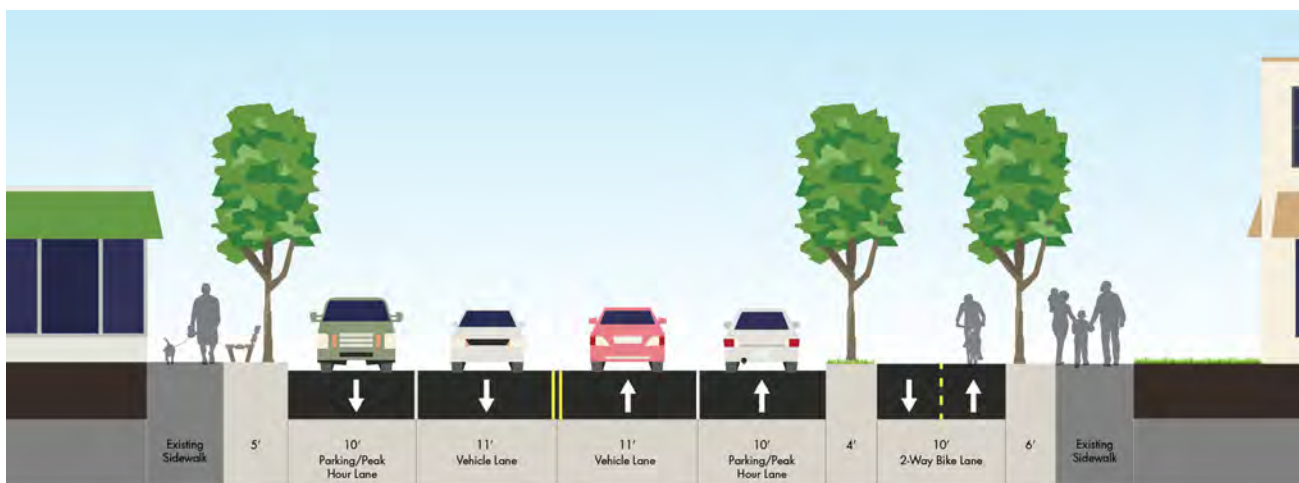 Existing
Sidewalk
5'
10'
Parking/Peak
Hour Lane
11'
Vehicle Lane
11'
Vehicle Lane
10'
Parking/Peak
Hour Lane
4'
10'
2-Way Bike Lane
6'
Existing
Sidewalk